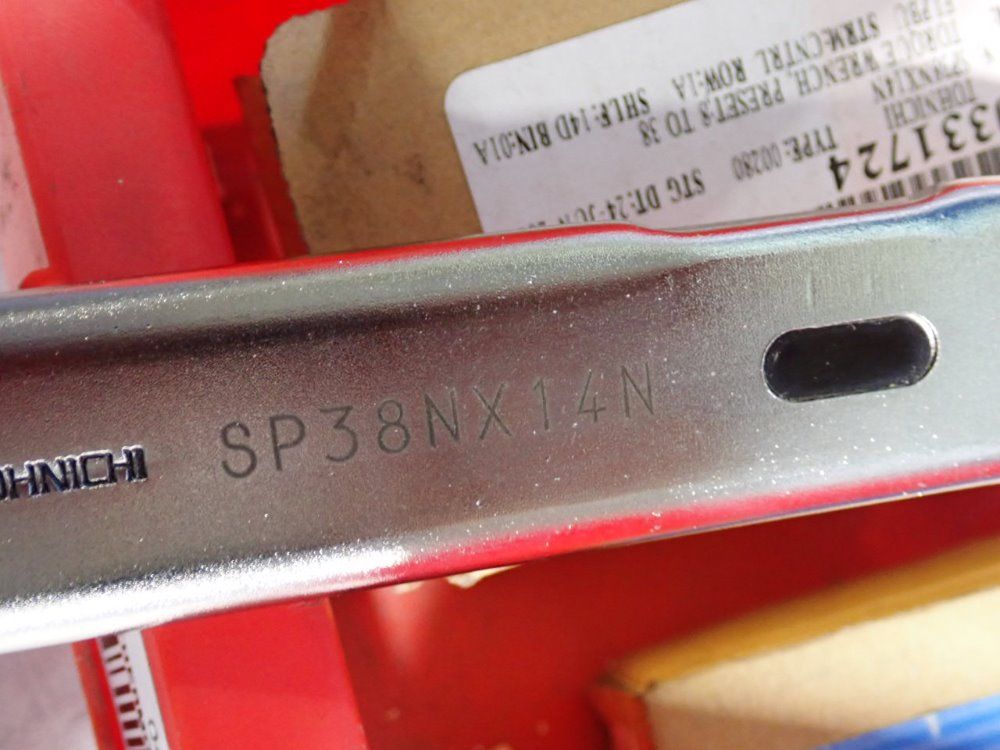 OHNICHI
SP38NX14N
331724
TOHNICHI
SP38NX14N
TORQUE WRENCH, PRESET:8 TO 38
STRM:CNTRL ROW:1A
SHLF:14D BIN:01A
TYPE: 00280
STG DT:24-JUN